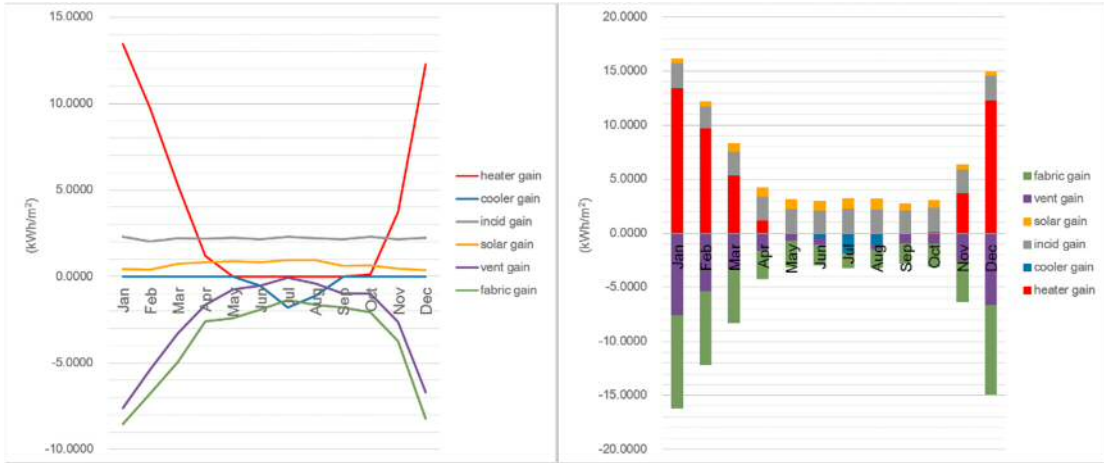 15.0000
10.0000
5.0000
0.0000
-5.0000
-10.0000
(kWh/m²)
Jan
Feb
Mar
Apr
May
Jun
Jul
Aug
Sep
Oct
Nov
Dec
heater gain
cooler gain
incid gain
solar gain
vent gain
fabric gain
20.0000
15.0000
10.0000
5.0000
0.0000
-5.0000
-10.0000
-15.0000
-20.0000
(kWh/m²)
Jan
Feb
Mar
Apr
May
Jun
Jul
Aug
Sep
Oct
Nov
Dec
fabric gain
vent gain
solar gain
incid gain
cooler gain
heater gain